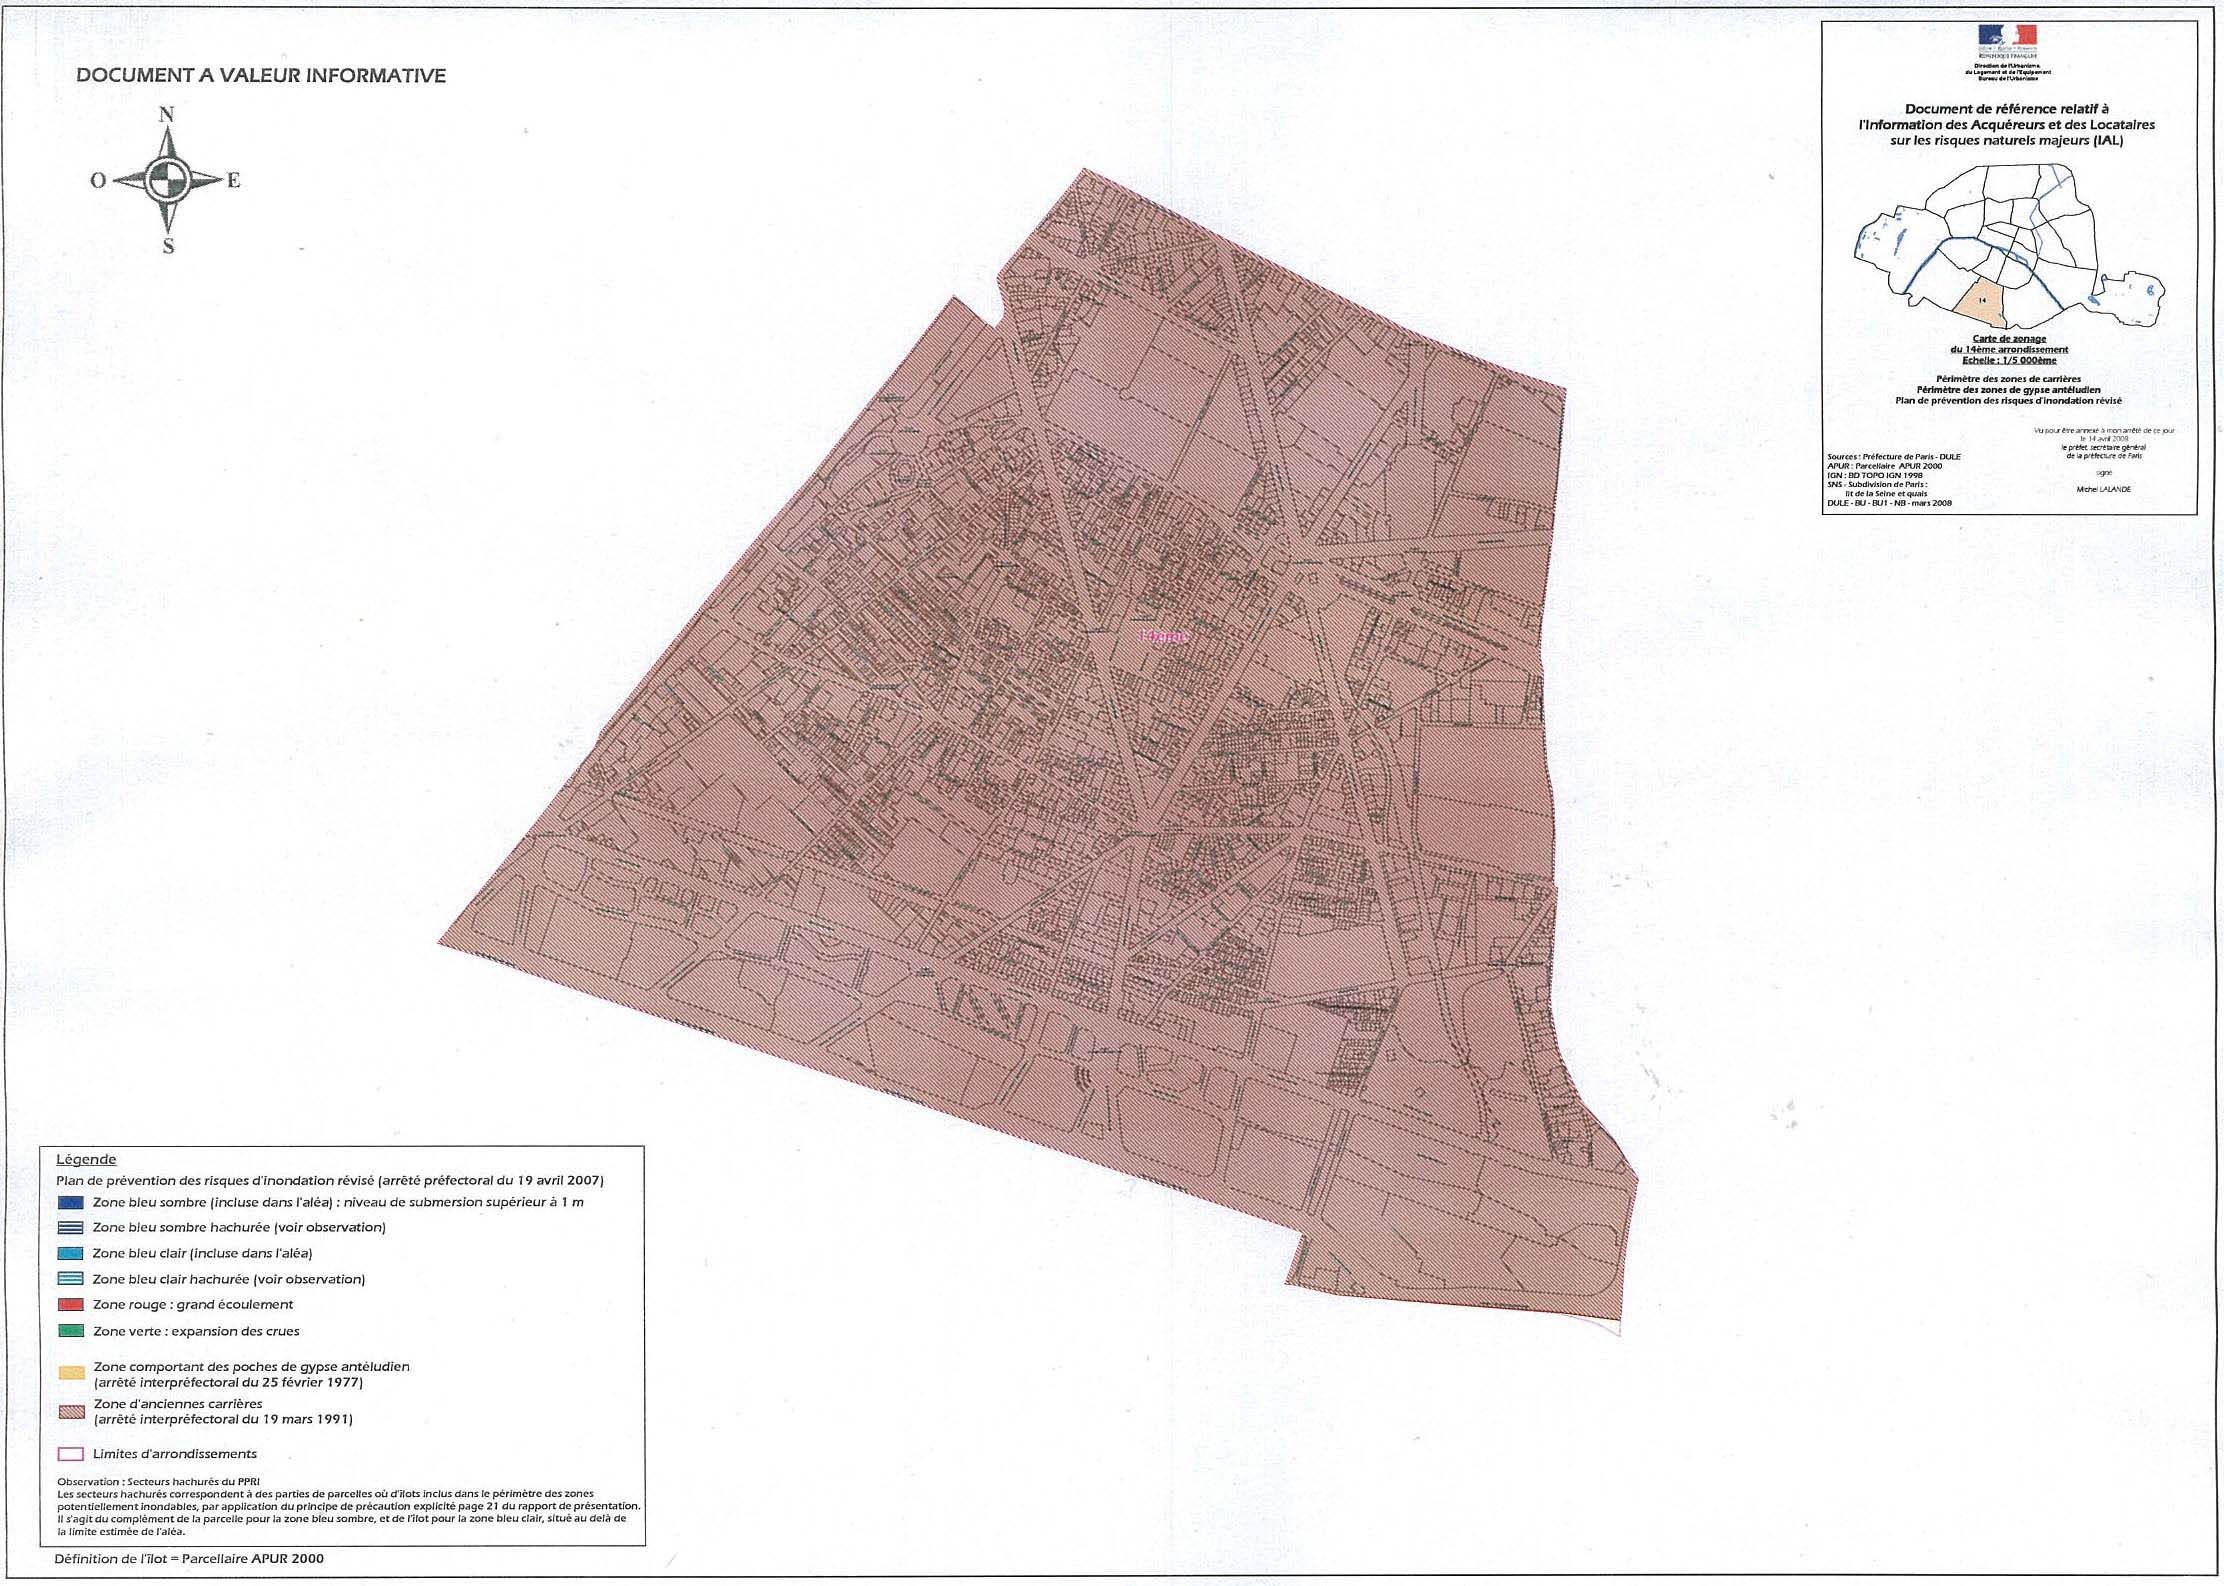 DOCUMENT A VALEUR INFORMATIVE
N
O
E
S
RÉPUBLIQUE FRANÇAISE
Direction de l'Urbanisme,
du Logement et de l'Equipement
Bureau de l'Urbanisme
Document de référence relatif à
l'Information des Acquéreurs et des Locataires
sur les risques naturels majeurs (IAL)
14
Carte de zonage
du 14ème arrondissement
Echelle : 1/5 000ème
Périmètre des zones de carrières
Périmètre des zones de gypse antéludien
Plan de prévention des risques d'inondation révisé
Vu pour être annexé à mon arrêté de ce jour
le 14 avril 2008
le préfet, secrétaire général
de la préfecture de Paris
signé
Michel LALANDE
Sources : Préfecture de Paris - DULE
APUR : Parcellaire APUR 2000
IGN : BD TOPO IGN 1998
SNS - Subdivision de Paris :
lit de la Seine et quais
DULE - BU - BU1 - NB - mars 2008
14ème
Légende
Plan de prévention des risques d'inondation révisé (arrêté préfectoral du 19 avril 2007)
Zone bleu sombre (incluse dans l'aléa) : niveau de submersion supérieur à 1 m
Zone bleu sombre hachurée (voir observation)
Zone bleu clair (incluse dans l'aléa)
Zone bleu clair hachurée (voir observation)
Zone rouge : grand écoulement
Zone verte : expansion des crues
Zone comportant des poches de gypse antéludien
(arrêté interpréfectoral du 25 février 1977)
Zone d'anciennes carrières
(arrêté interpréfectoral du 19 mars 1991)
Limites d'arrondissements
Observation : Secteurs hachurés du PPRI
Les secteurs hachurés correspondent à des parties de parcelles où d'îlots inclus dans le périmètre des zones
potentiellement inondables, par application du principe de précaution explicité page 21 du rapport de présentation.
Il s'agit du complément de la parcelle pour la zone bleu sombre, et de l'îlot pour la zone bleu clair, situé au delà de
la limite estimée de l'aléa.
Définition de l'îlot = Parcellaire APUR 2000